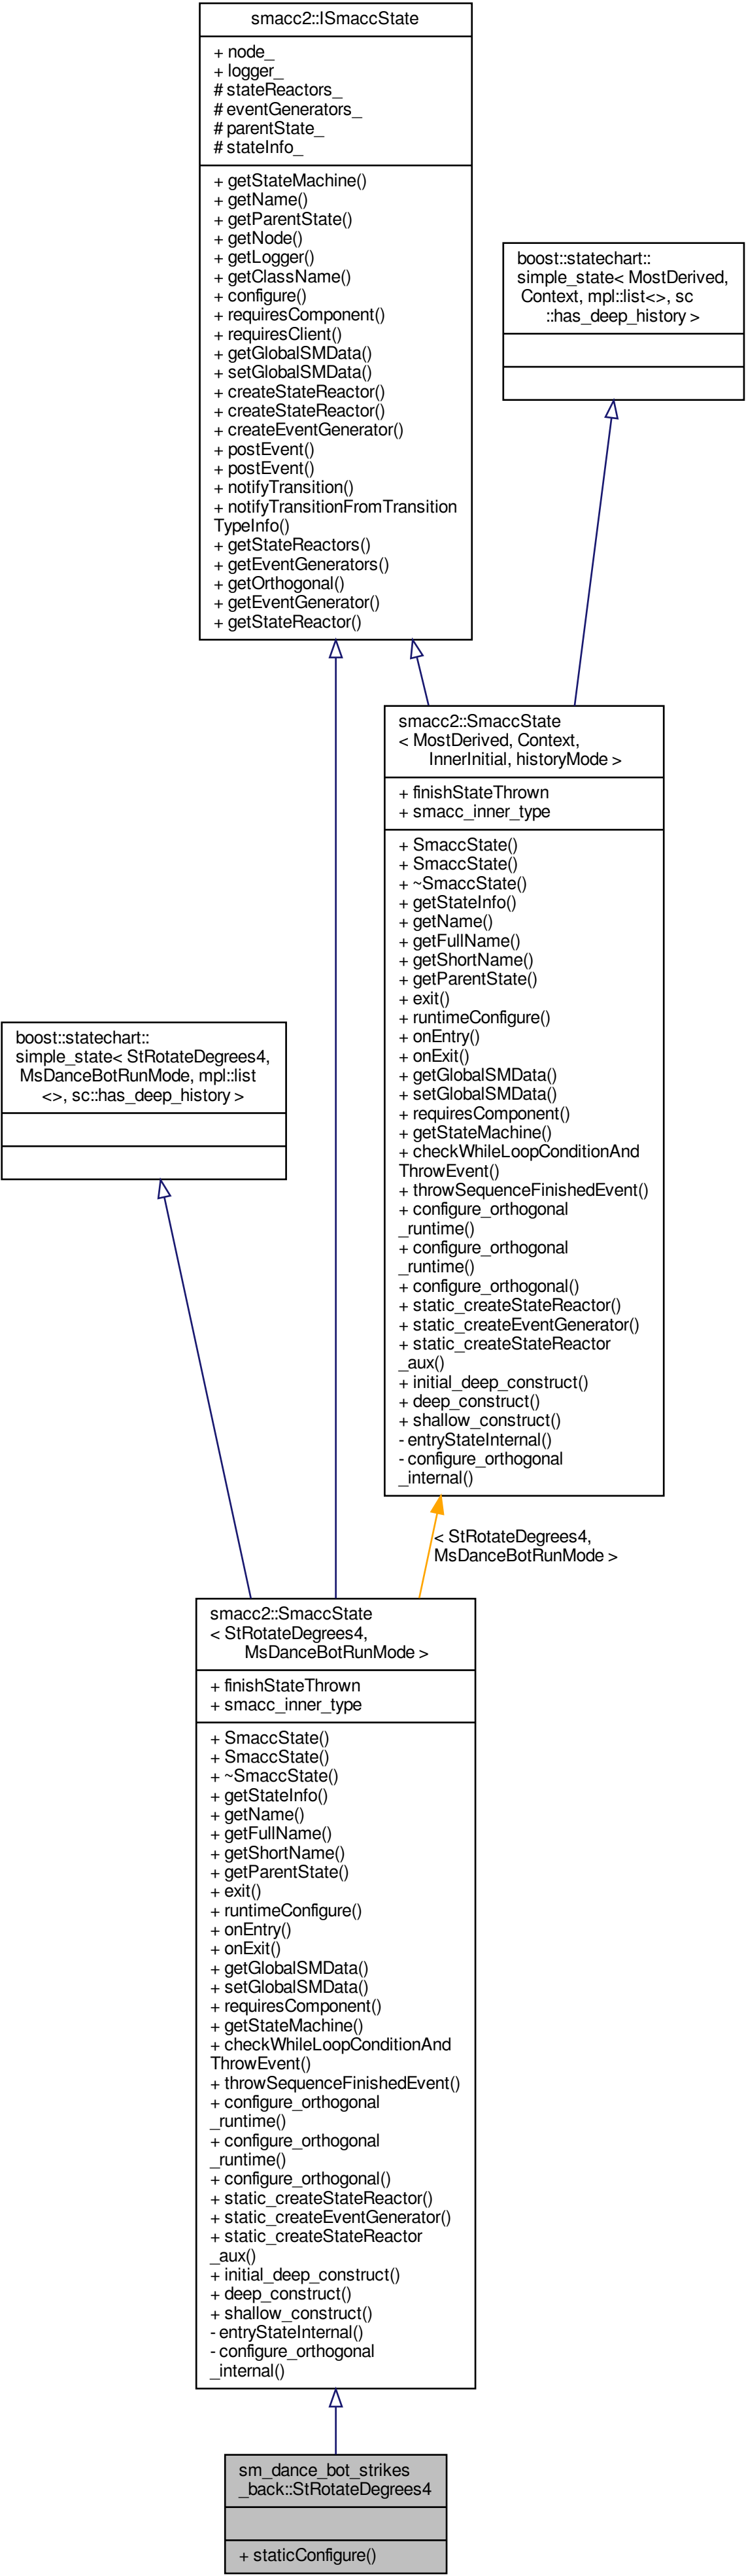 smacc2::ISmaccState
+ node_
+ logger_
# stateReactors_
# eventGenerators_
# parentState_
# stateInfo_
+ getStateMachine()
+ getName()
+ getParentState()
+ getNode()
+ getLogger()
+ getClassName()
+ configure()
+ requiresComponent()
+ requiresClient()
+ getGlobalSMData()
+ setGlobalSMData()
+ createStateReactor()
+ createStateReactor()
+ createEventGenerator()
+ postEvent()
+ postEvent()
+ notifyTransition()
+ notifyTransitionFromTransition
TypeInfo()
+ getStateReactors()
+ getEventGenerators()
+ getOrthogonal()
+ getEventGenerator()
+ getStateReactor()
boost::statechart::
simple_state< MostDerived,
Context, mpl::list<>, sc
::has_deep_history >
smacc2::SmaccState
< MostDerived, Context,
InnerInitial, historyMode >
+ finishStateThrown
+ smacc_inner_type
+ SmaccState()
+ SmaccState()
+ ~SmaccState()
+ getStateInfo()
+ getName()
+ getFullName()
+ getShortName()
+ getParentState()
+ exit()
+ runtimeConfigure()
+ onEntry()
+ onExit()
+ getGlobalSMData()
+ setGlobalSMData()
+ requiresComponent()
+ getStateMachine()
+ checkWhileLoopConditionAnd
ThrowEvent()
+ throwSequenceFinishedEvent()
+ configure_orthogonal
_runtime()
+ configure_orthogonal
_runtime()
+ configure_orthogonal()
+ static_createStateReactor()
+ static_createEventGenerator()
+ static_createStateReactor
_aux()
+ initial_deep_construct()
+ deep_construct()
+ shallow_construct()
- entryStateInternal()
- configure_orthogonal
_internal()
boost::statechart::
simple_state< StRotateDegrees4,
MsDanceBotRunMode, mpl::list
<>, sc::has_deep_history >
< StRotateDegrees4,
MsDanceBotRunMode >
smacc2::SmaccState
< StRotateDegrees4,
MsDanceBotRunMode >
+ finishStateThrown
+ smacc_inner_type
+ SmaccState()
+ SmaccState()
+ ~SmaccState()
+ getStateInfo()
+ getName()
+ getFullName()
+ getShortName()
+ getParentState()
+ exit()
+ runtimeConfigure()
+ onEntry()
+ onExit()
+ getGlobalSMData()
+ setGlobalSMData()
+ requiresComponent()
+ getStateMachine()
+ checkWhileLoopConditionAnd
ThrowEvent()
+ throwSequenceFinishedEvent()
+ configure_orthogonal
_runtime()
+ configure_orthogonal
_runtime()
+ configure_orthogonal()
+ static_createStateReactor()
+ static_createEventGenerator()
+ static_createStateReactor
_aux()
+ initial_deep_construct()
+ deep_construct()
+ shallow_construct()
- entryStateInternal()
- configure_orthogonal
_internal()
sm_dance_bot_strikes
_back::StRotateDegrees4
+ staticConfigure()